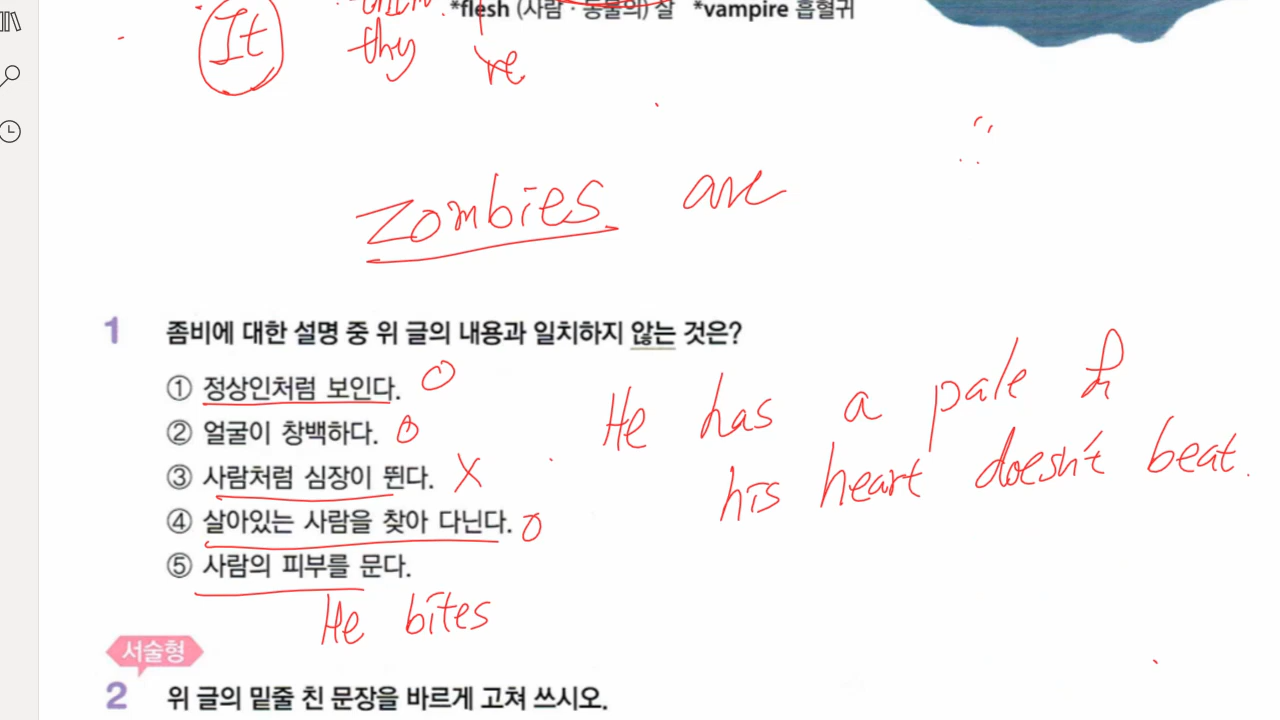 *flesh (사람·동물의) 살 *vampire 흡혈귀
It they re
Zombies are
1 좀비에 대한 설명 중 위 글의 내용과 일치하지 않는 것은?
① 정상인처럼 보인다. O
② 얼굴이 창백하다. O
③ 사람처럼 심장이 뛴다. X
④ 살아있는 사람을 찾아 다닌다. O
⑤ 사람의 피부를 문다.
He has a pale
his heart doesn't beat.
He bites
서술형
2 위 글의 밑줄 친 문장을 바르게 고쳐 쓰시오.